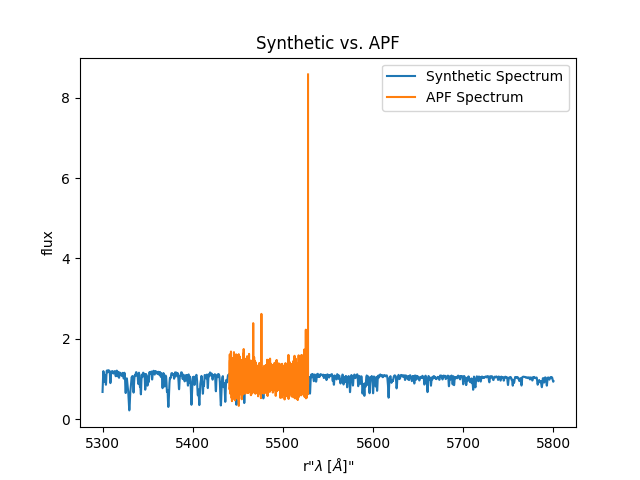 Synthetic vs. APF
Synthetic Spectrum
APF Spectrum
8
6
4
2
0
flux
5300 5400 5500 5600 5700 5800
r"λ [Å]"